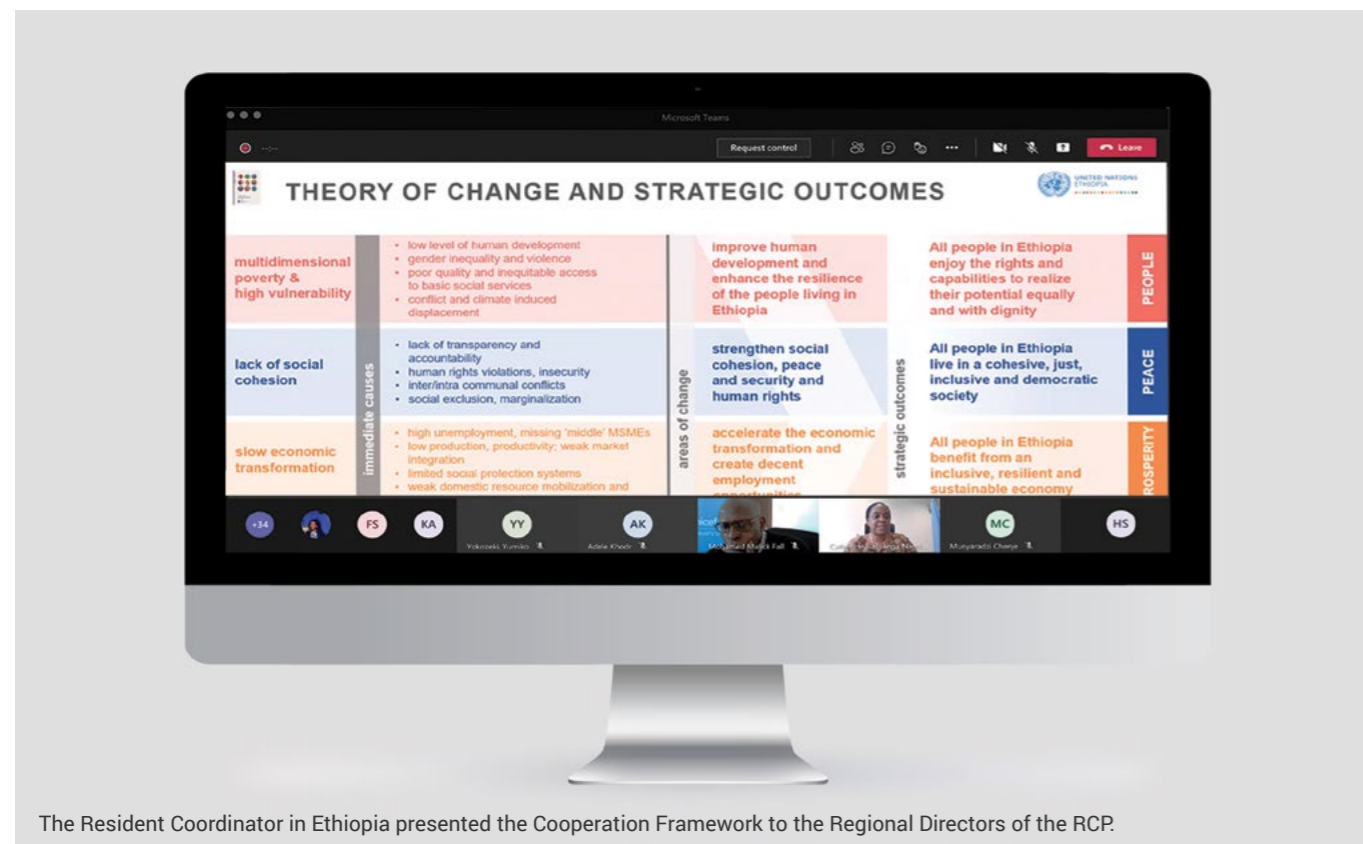 Microsoft Teams
Request control
Leave
THEORY OF CHANGE AND STRATEGIC OUTCOMES
UNITED NATIONS
ETHIOPIA
multidimensional
poverty &
high vulnerability
immediate causes
• low level of human development
• gender inequality and violence
• poor quality and inequitable access
to basic social services
• conflict and climate induced
displacement
areas of change
improve human
development and
enhance the resilience
of the people living in
Ethiopia
strategic outcomes
All people in Ethiopia
enjoy the rights and
capabilities to realize
their potential equally
and with dignity
PEOPLE
lack of social
cohesion
• lack of transparency and
accountability
• human rights violations, insecurity
• inter/intra communal conflicts
• social exclusion, marginalization
strengthen social
cohesion, peace
and security and
human rights
All people in Ethiopia
live in a cohesive, just,
inclusive and democratic
society
PEACE
slow economic
transformation
• high unemployment, missing 'middle' MSMEs
• low production, productivity; weak market
integration
• limited social protection systems
• weak domestic resource mobilization and
accelerate the economic
transformation and
create decent
employment
All people in Ethiopia
benefit from an
inclusive, resilient and
sustainable economy
ROSPERITY
+34
FS
KA
YY
AK
MC
HS
Yokozeki Yumiko
Adele Khodr
Mohamed Malick Fall
Munyaradzi Chenje
The Resident Coordinator in Ethiopia presented the Cooperation Framework to the Regional Directors of the RCP.